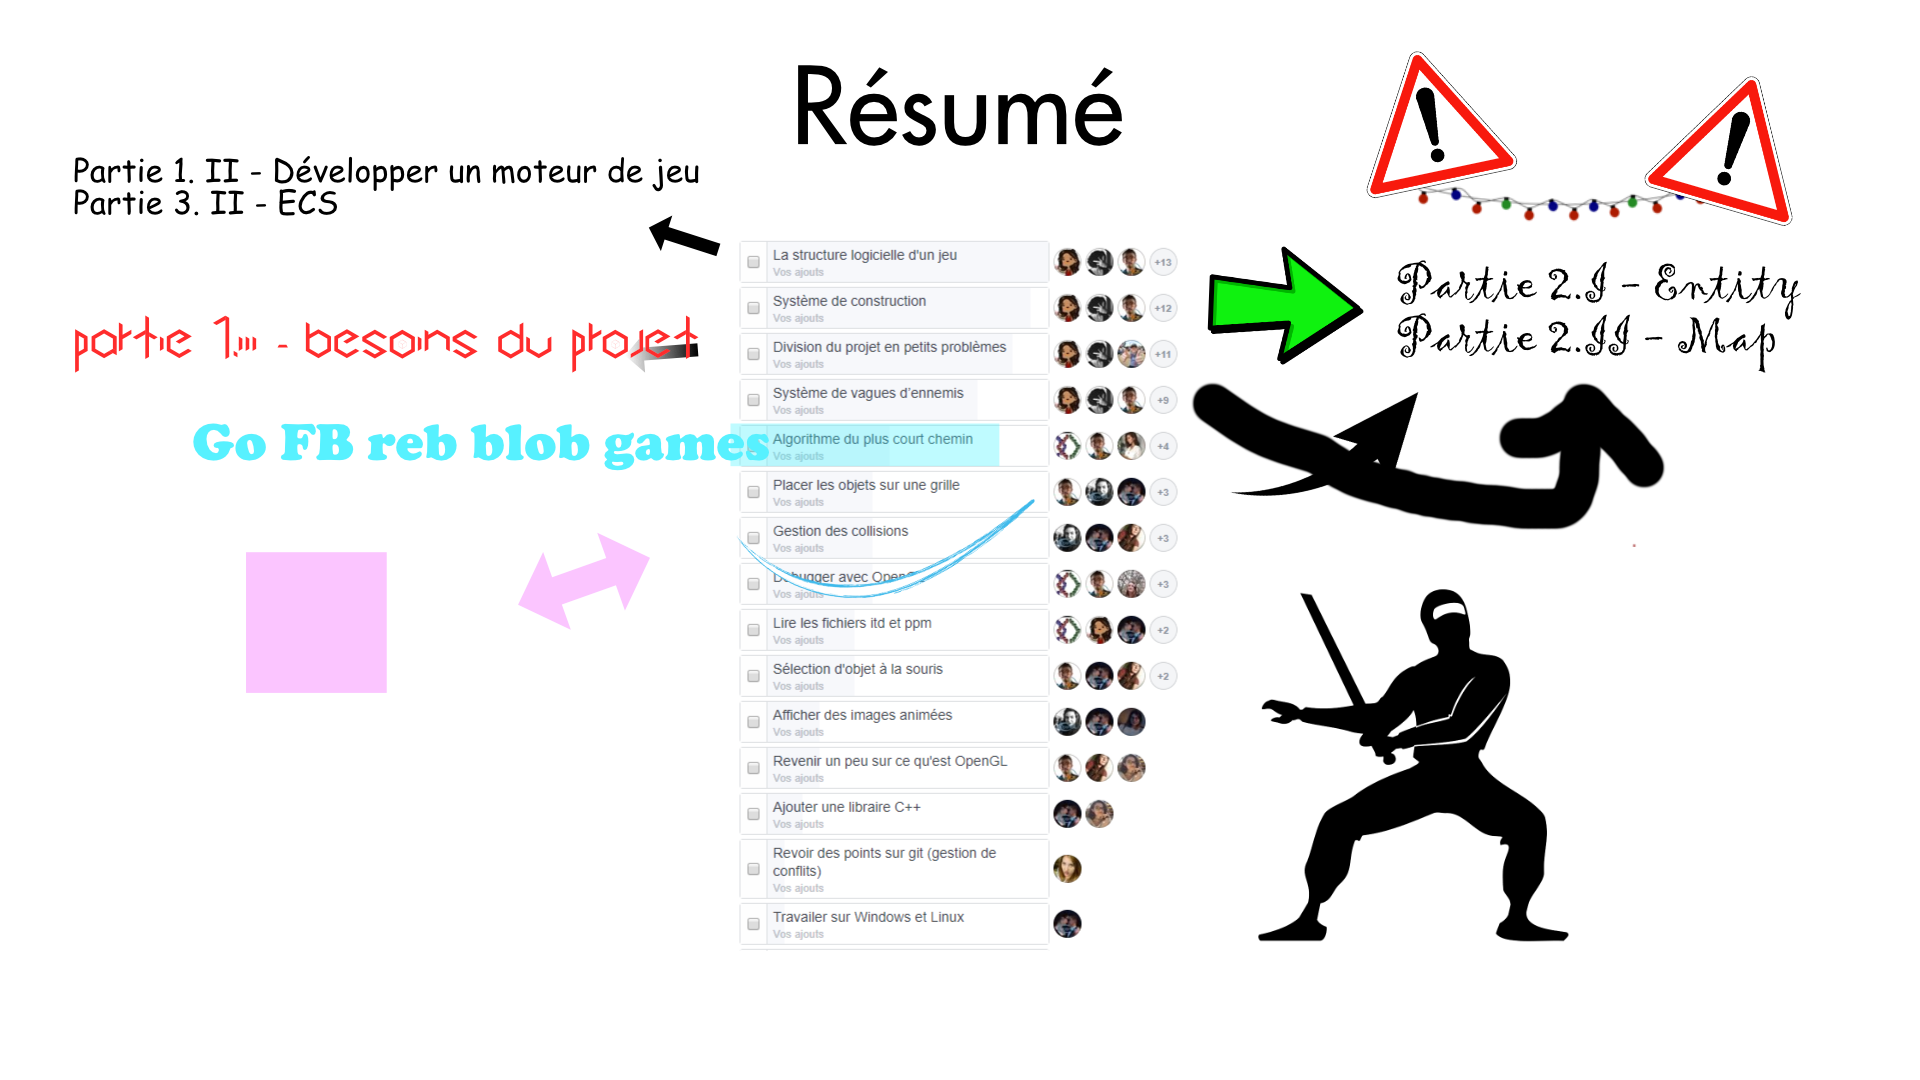 Résumé
Partie 1. II - Développer un moteur de jeu
Partie 3. II - ECS
partie 1.III - besoins du projet
Go FB reb blob games
La structure logicielle d'un jeu
Vos ajouts
+13
Système de construction
Vos ajouts
+12
Division du projet en petits problèmes
Vos ajouts
+11
Système de vagues d'ennemis
Vos ajouts
+9
Algorithme du plus court chemin
Vos ajouts
+4
Placer les objets sur une grille
Vos ajouts
+3
Gestion des collisions
Vos ajouts
+3
Débugger avec OpenGL
Vos ajouts
+3
Lire les fichiers itd et ppm
Vos ajouts
+2
Sélection d'objet à la souris
Vos ajouts
+2
Afficher des images animées
Vos ajouts
Revenir un peu sur ce qu'est OpenGL
Vos ajouts
Ajouter une libraire C++
Vos ajouts
Revoir des points sur git (gestion de
conflits)
Vos ajouts
Travailer sur Windows et Linux
Vos ajouts
Partie 2.I - Entity
Partie 2.II - Map